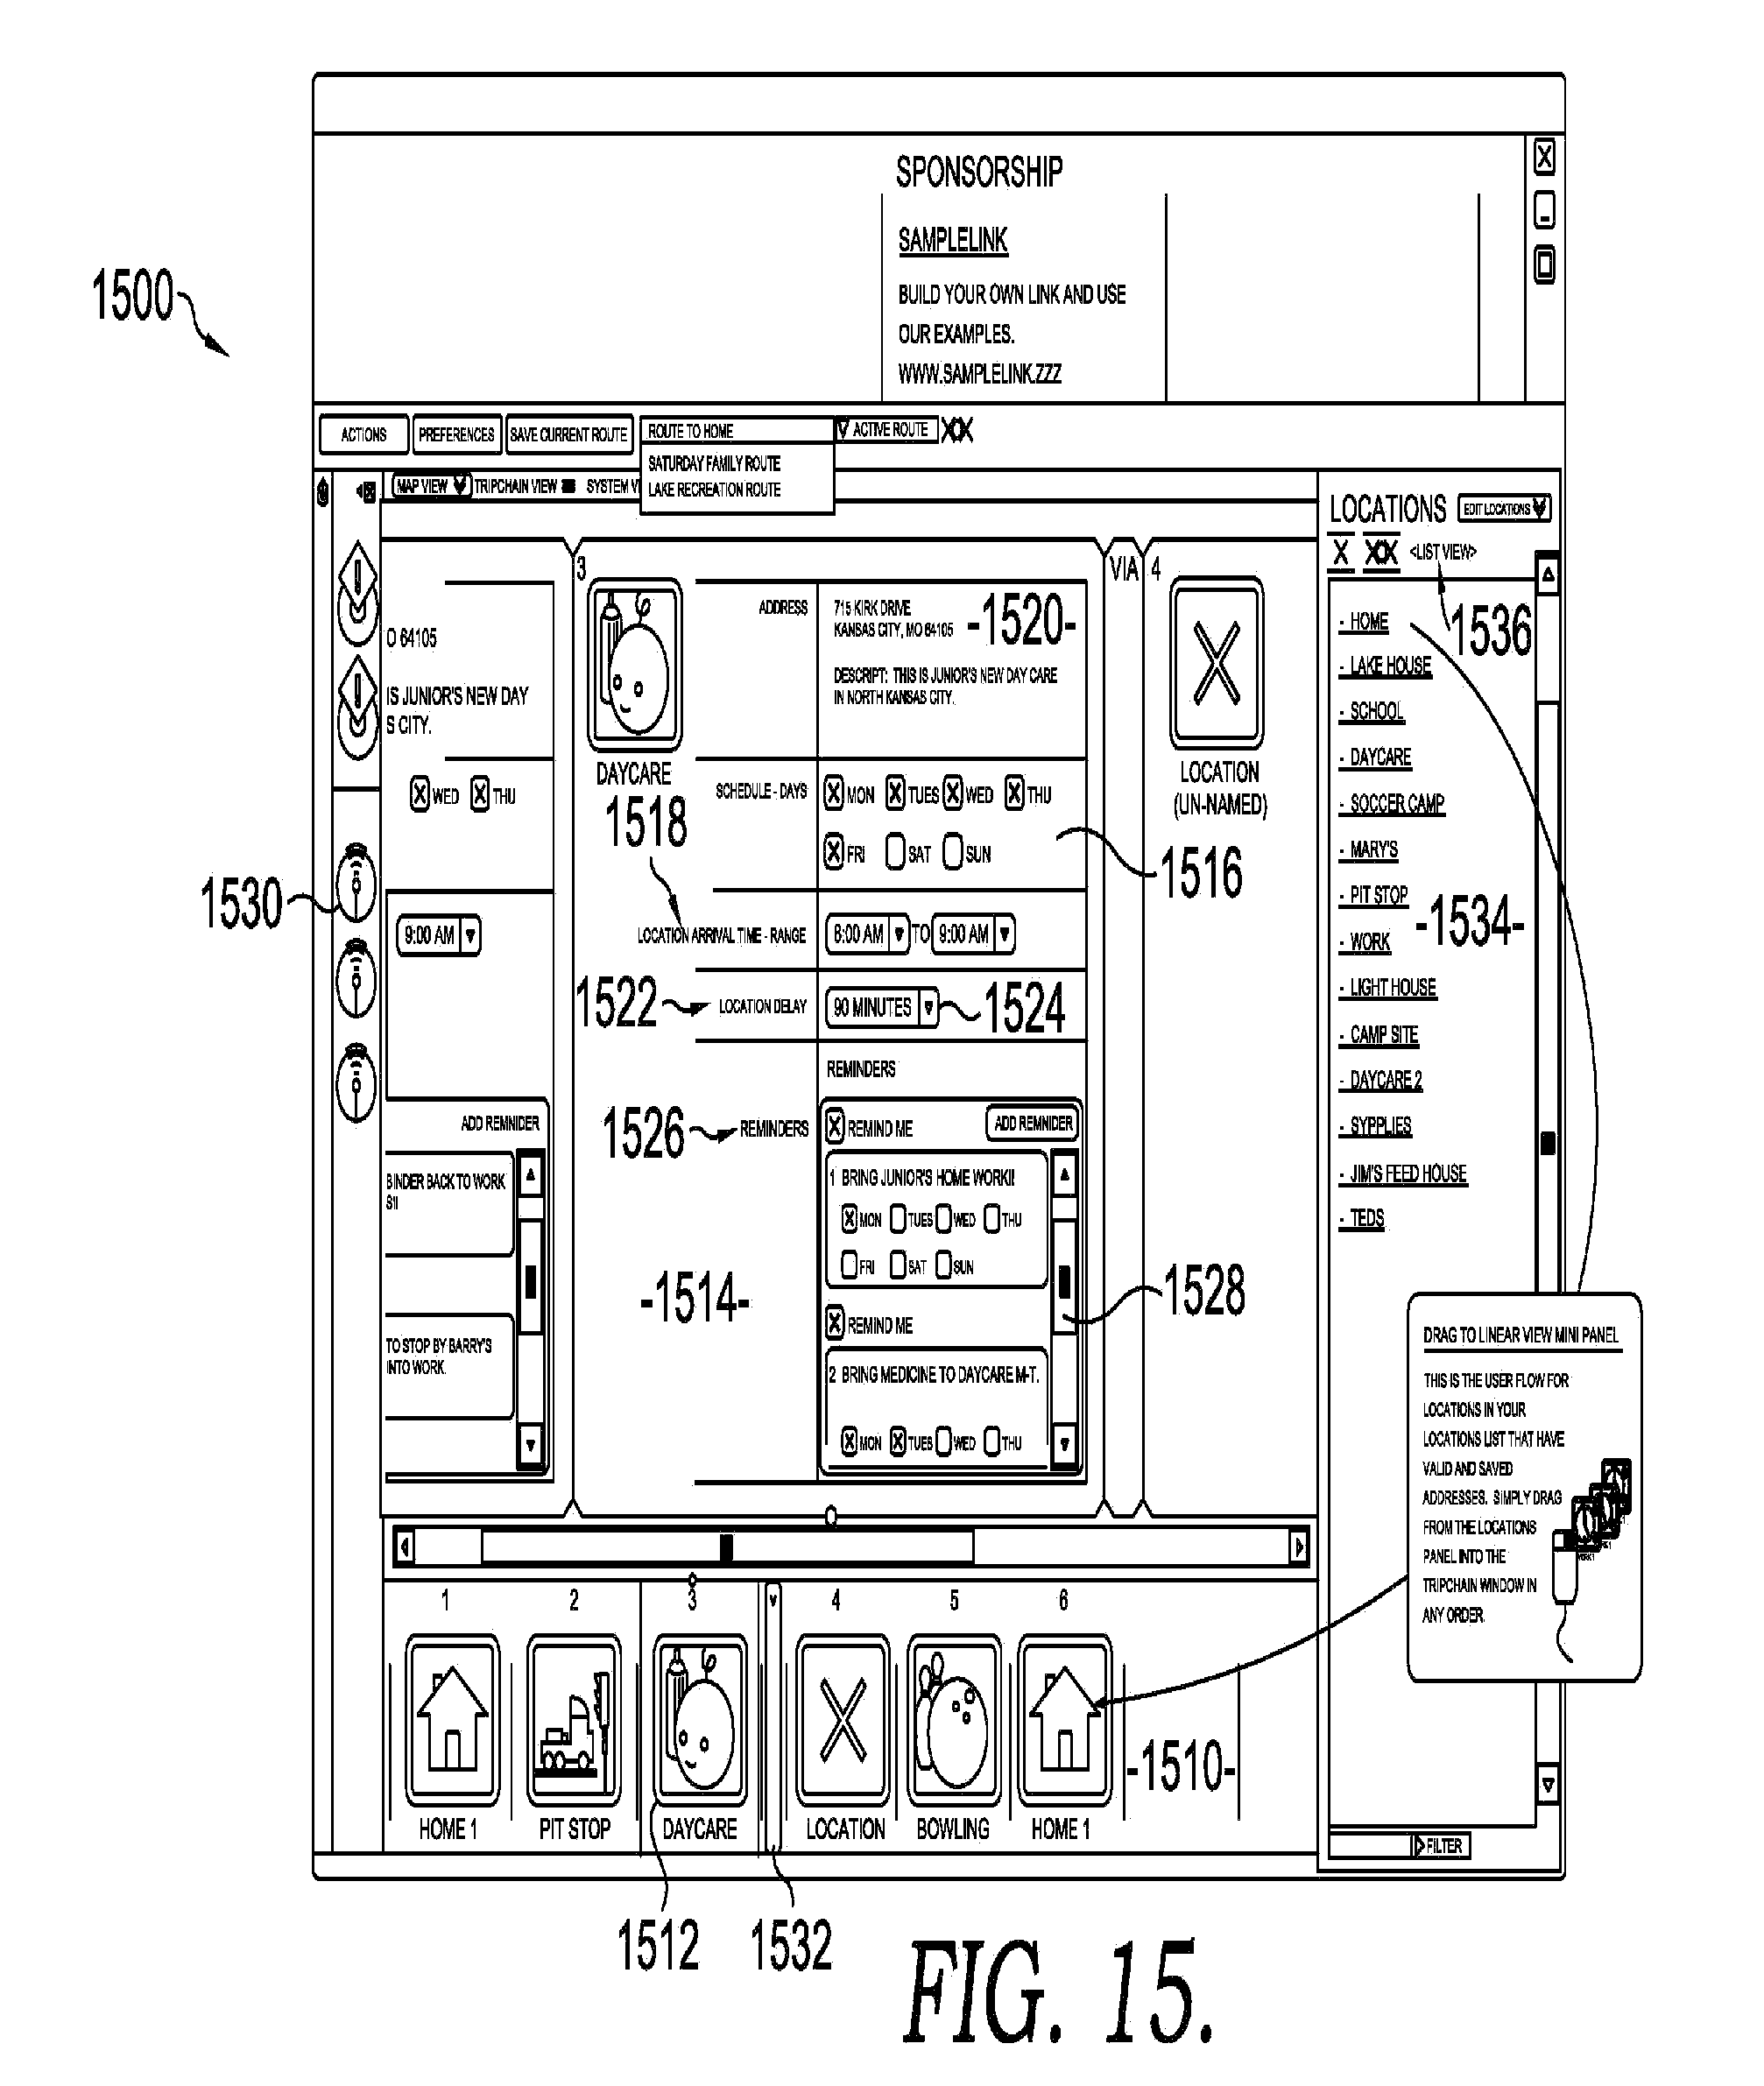 SPONSORSHIP
SAMPLELINK
BUILD YOUR OWN LINK AND USE
OUR EXAMPLES.
WWW.SAMPLELINK.ZZZ
1500
ACTIONS
PREFERENCES
SAVE CURRENT ROUTE
ROUTE TO HOME
ACTIVE ROUTE
SATURDAY FAMILY ROUTE
LAKE RECREATION ROUTE
MAP VIEW
TRIPCHAIN VIEW
SYSTEM VI
LOCATIONS
EDIT LOCATIONS
<LIST VIEW>
1536
3
VIA
4
O 64105
IS JUNIOR'S NEW DAY
S CITY.
WED
THU
9:00 AM
ADD REMNIDER
BINDER BACK TO WORK
S!!
TO STOP BY BARRY'S
INTO WORK.
1530
DAYCARE
1518
ADDRESS
715 KIRK DRIVE
KANSAS CITY, MO 64105
-1520-
DESCRIPT: THIS IS JUNIOR'S NEW DAY CARE
IN NORTH KANSAS CITY.
SCHEDULE - DAYS
MON
TUES
WED
THU
FRI
SAT
SUN
1516
LOCATION ARRIVAL TIME - RANGE
8:00 AM
TO
9:00 AM
1522
LOCATION DELAY
90 MINUTES
1524
REMINDERS
1526
REMINDERS
REMIND ME
ADD REMNIDER
1 BRING JUNIOR'S HOME WORK!!
MON
TUES
WED
THU
FRI
SAT
SUN
-1514-
1528
REMIND ME
2 BRING MEDICINE TO DAYCARE M-T.
MON
TUES
WED
THU
LOCATION
(UN-NAMED)
- HOME
- LAKE HOUSE
- SCHOOL
- DAYCARE
- SOCCER CAMP
- MARY'S
- PIT STOP
-1534-
- WORK
- LIGHT HOUSE
- CAMP SITE
- DAYCARE 2
- SYPPLIES
- JIM'S FEED HOUSE
- TEDS
DRAG TO LINEAR VIEW MINI PANEL
THIS IS THE USER FLOW FOR
LOCATIONS IN YOUR
LOCATIONS LIST THAT HAVE
VALID AND SAVED
ADDRESSES. SIMPLY DRAG
FROM THE LOCATIONS
PANEL INTO THE
TRIPCHAIN WINDOW IN
ANY ORDER.
1
2
3
4
5
6
HOME 1
PIT STOP
DAYCARE
LOCATION
BOWLING
HOME 1
-1510-
FILTER
1512
1532
FIG. 15.